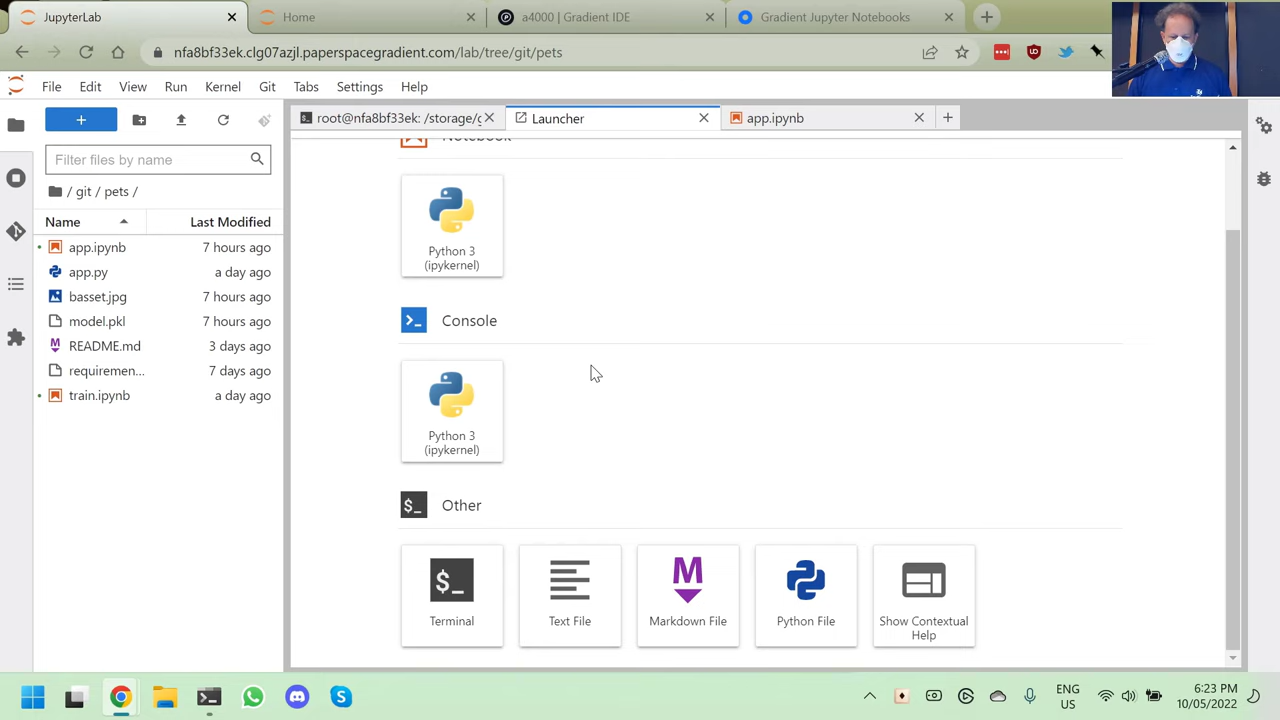 JupyterLab
Home
a4000 | Gradient IDE
Gradient Jupyter Notebooks
nfa8bf33ek.clg07azjl.paperspacegradient.com/lab/tree/git/pets
File Edit View Run Kernel Git Tabs Settings Help
root@nfa8bf33ek: /storage/g
Launcher
app.ipynb
Filter files by name
/ git / pets /
Name Last Modified
app.ipynb 7 hours ago
app.py a day ago
basset.jpg 7 hours ago
model.pkl 7 hours ago
README.md 3 days ago
requiremen... 7 days ago
train.ipynb a day ago
Notebook
Python 3
(ipykernel)
Console
Python 3
(ipykernel)
$_ Other
$_
Terminal
Text File
M
Markdown File
Python File
Show Contextual
Help
ENG
US
6:23 PM
10/05/2022